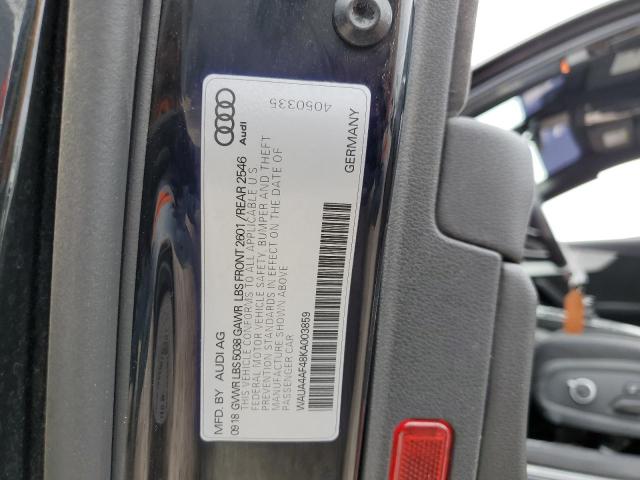 MFD. BY AUDI AG
09.18 GVWR LBS 5038 GAWR LBS FRONT 2601 /REAR 2546
THIS VEHICLE CONFORMS TO ALL APPLICABLE U S
FEDERAL MOTOR VEHICLE SAFETY, BUMPER AND THEFT
PREVENTION STANDARDS IN EFFECT ON THE DATE OF
MANUFACTURE SHOWN ABOVE
PASSENGER CAR
WAUA4AF48KA003859
GERMANY
Audi
4050335